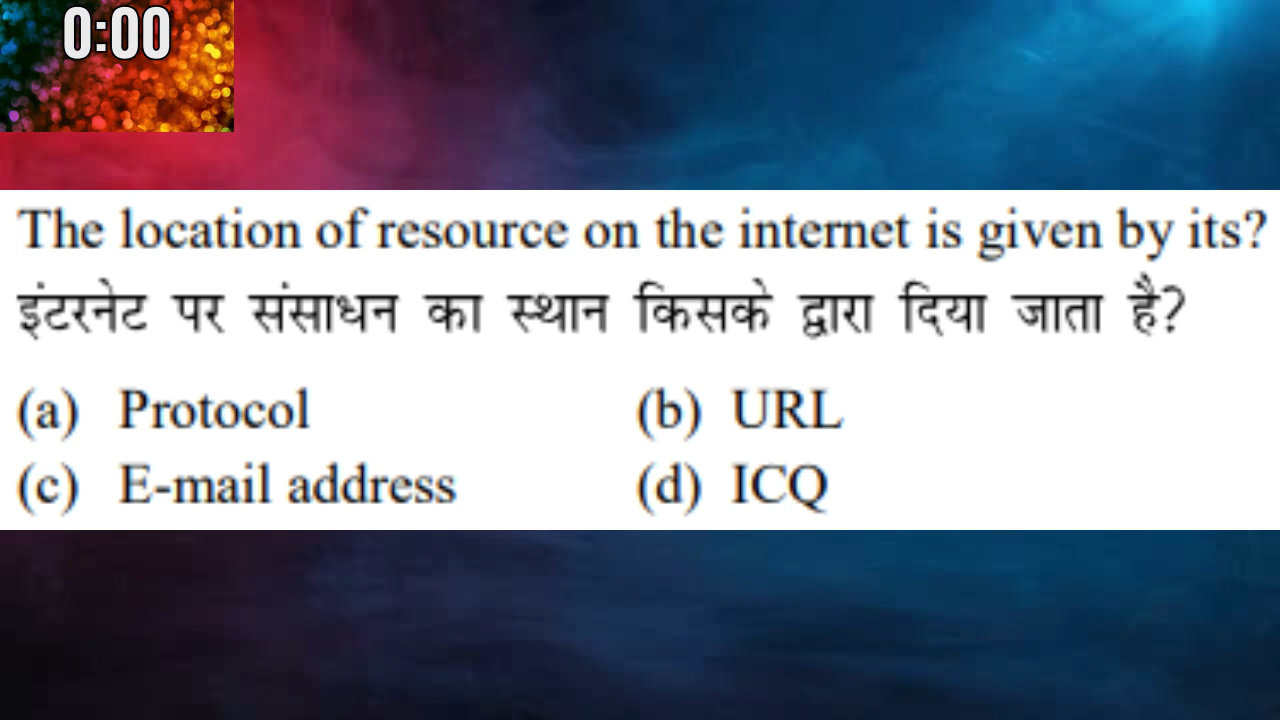 0:00
The location of resource on the internet is given by its?
इंटरनेट पर संसाधन का स्थान किसके द्वारा दिया जाता है?
(a) Protocol (b) URL
(c) E-mail address (d) ICQ